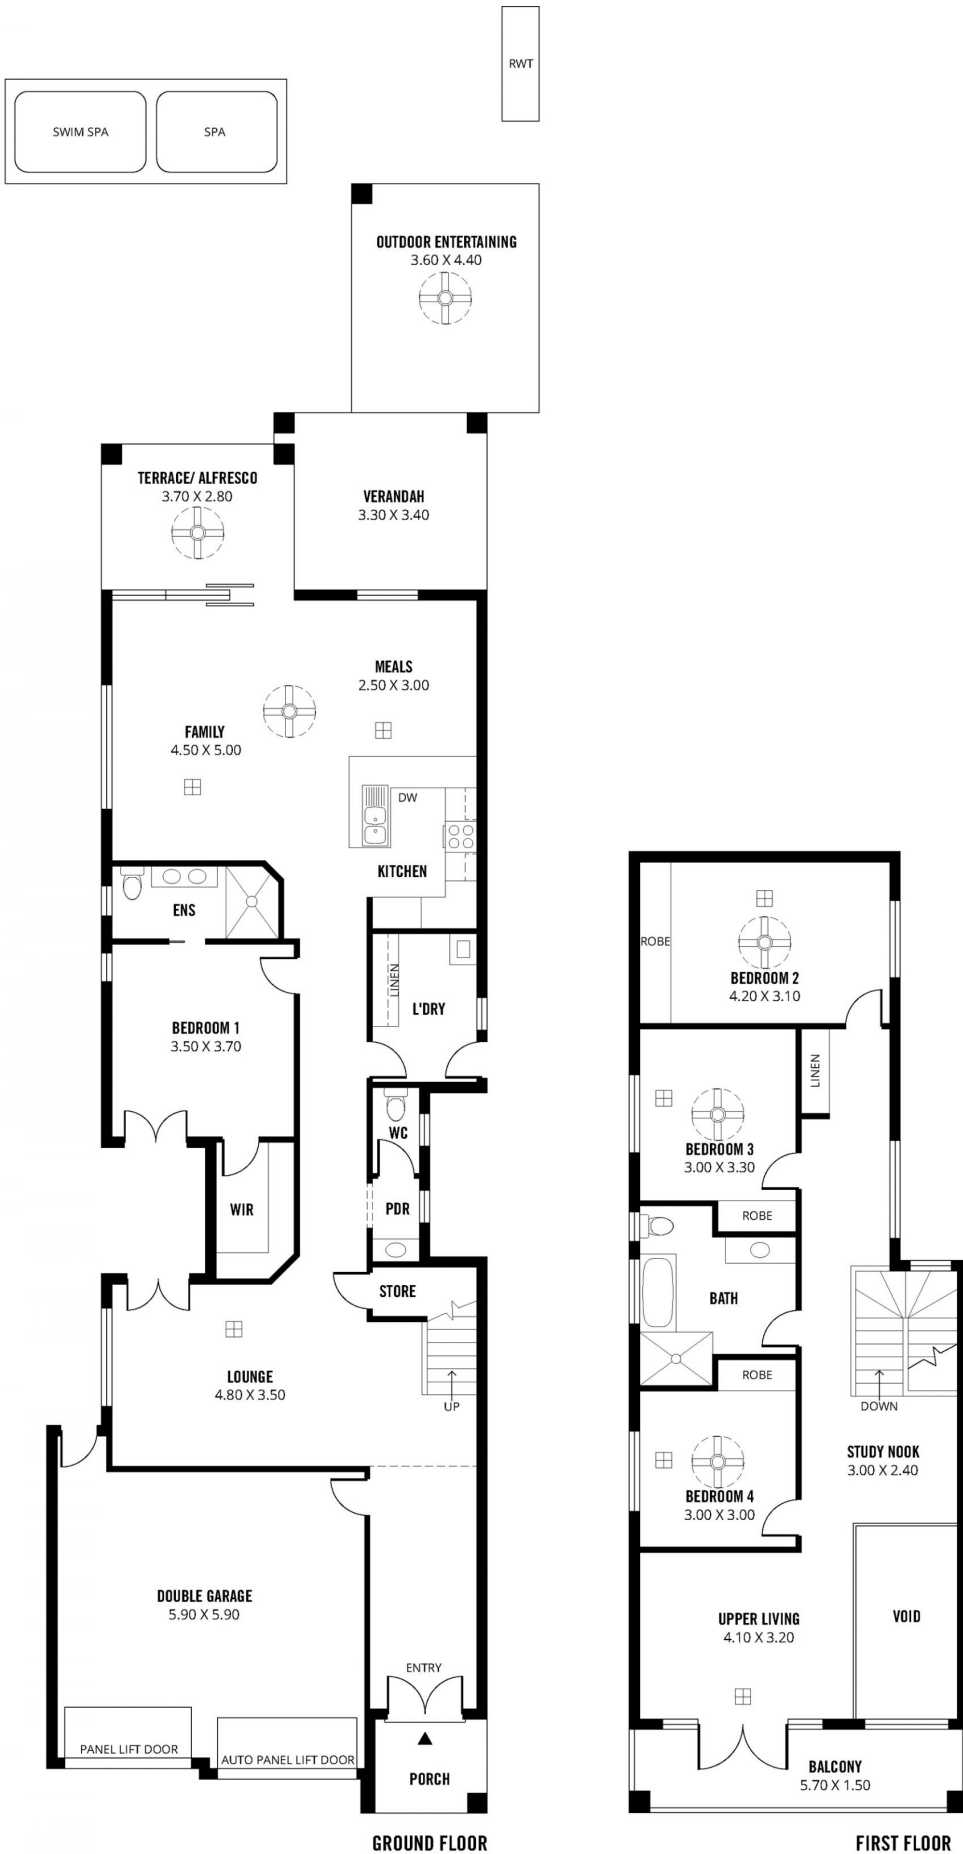 RWT
SWIM SPA
SPA
OUTDOOR ENTERTAINING
3.60 X 4.40
TERRACE/ ALFRESCO
3.70 X 2.80
VERANDAH
3.30 X 3.40
MEALS
2.50 X 3.00
FAMILY
4.50 X 5.00
DW
KITCHEN
ENS
LINEN
L'DRY
BEDROOM 1
3.50 X 3.70
WC
WIR
PDR
STORE
LOUNGE
4.80 X 3.50
UP
DOUBLE GARAGE
5.90 X 5.90
ENTRY
PANEL LIFT DOOR
AUTO PANEL LIFT DOOR
PORCH
GROUND FLOOR
ROBE
BEDROOM 2
4.20 X 3.10
LINEN
BEDROOM 3
3.00 X 3.30
ROBE
BATH
ROBE
DOWN
STUDY NOOK
3.00 X 2.40
BEDROOM 4
3.00 X 3.00
UPPER LIVING
4.10 X 3.20
VOID
BALCONY
5.70 X 1.50
FIRST FLOOR